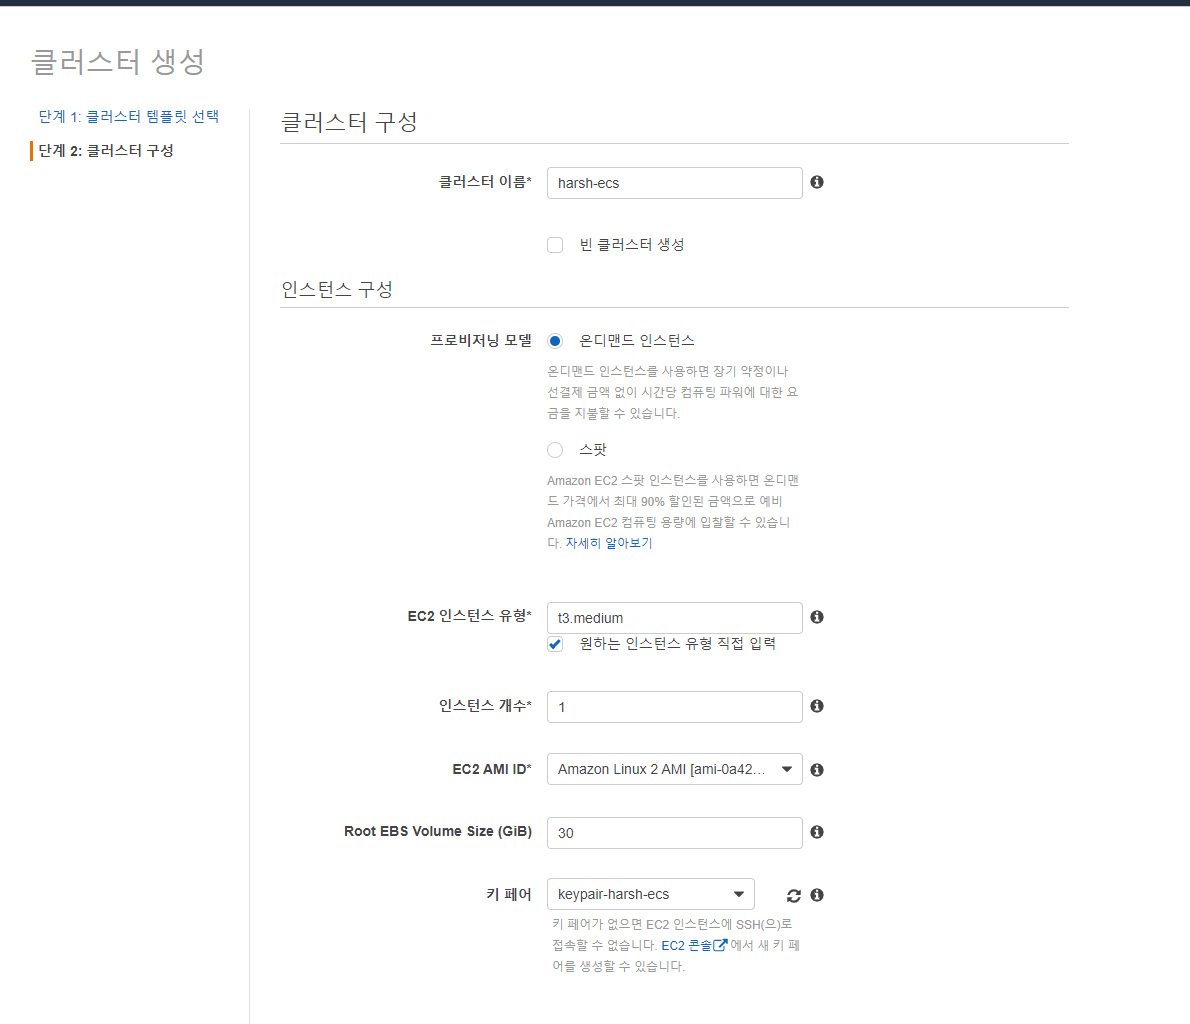 클러스터 생성
단계 1: 클러스터 템플릿 선택
단계 2: 클러스터 구성
클러스터 구성
클러스터 이름*
harsh-ecs
빈 클러스터 생성
인스턴스 구성
프로비저닝 모델
온디맨드 인스턴스
온디맨드 인스턴스를 사용하면 장기 약정이나
선결제 금액 없이 시간당 컴퓨팅 파워에 대한 요
금을 지불할 수 있습니다.
스팟
Amazon EC2 스팟 인스턴스를 사용하면 온디맨
드 가격에서 최대 90% 할인된 금액으로 예비
Amazon EC2 컴퓨팅 용량에 입찰할 수 있습니
다. 자세히 알아보기
EC2 인스턴스 유형*
t3.medium
원하는 인스턴스 유형 직접 입력
인스턴스 개수*
1
EC2 AMI ID*
Amazon Linux 2 AMI [ami-0a42...
Root EBS Volume Size (GiB)
30
키 페어
keypair-harsh-ecs
키 페어가 없으면 EC2 인스턴스에 SSH(으)로
접속할 수 없습니다. EC2 콘솔에서 새 키 페
어를 생성할 수 있습니다.